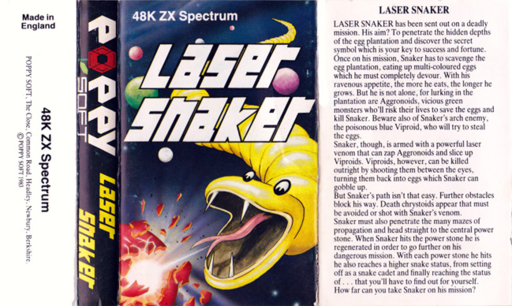 Made in
England
POPPY SOFT: The Close, Common Road, Headley, Newbury, Berkshire.
© POPPY SOFT 1983
48K ZX Spectrum
POPPY
SOFT
Laser
Snaker
48K ZX Spectrum
Laser
Snaker
LASER SNAKER
LASER SNAKER has been sent out on a deadly
mission. His aim? To penetrate the hidden depths
of the egg plantation and discover the secret
symbol which is your key to success and fortune.
Once on his mission, Snaker has to scavenge the
egg plantation, eating up multi-coloured eggs
which he must completely devour. With his
ravenous appetite, the more he eats, the longer he
grows. But he is not alone, for lurking in the
plantation are Aggronoids, vicious green
monsters who'll risk their lives to save the eggs and
kill Snaker. Beware also of Snake's arch enemy,
the poisonous blue Viproid, who will try to steal
the eggs.
Snaker, though, is armed with a powerful laser
venom that can zap Aggronoids and slice up
Viproids. Viproids, however, can be killed
outright by shooting them between the eyes,
turning them back into eggs which Snaker can
gobble up.
But Snaker's path isn't that easy. Further obstacles
block his way. Death chrystoids appear that must
be avoided or shot with Snaker's venom.
Snaker must also penetrate the many mazes of
propagation and head straight to the central power
stone. When Snaker hits the power stone he is
regenerated in order to go further on his
dangerous mission. With each power stone he hits
he also reaches a higher snake status, from setting
off as a snake cadet and finally reaching the status
of . . . that you'll have to find out for yourself.
How far can you take Snaker on his mission?